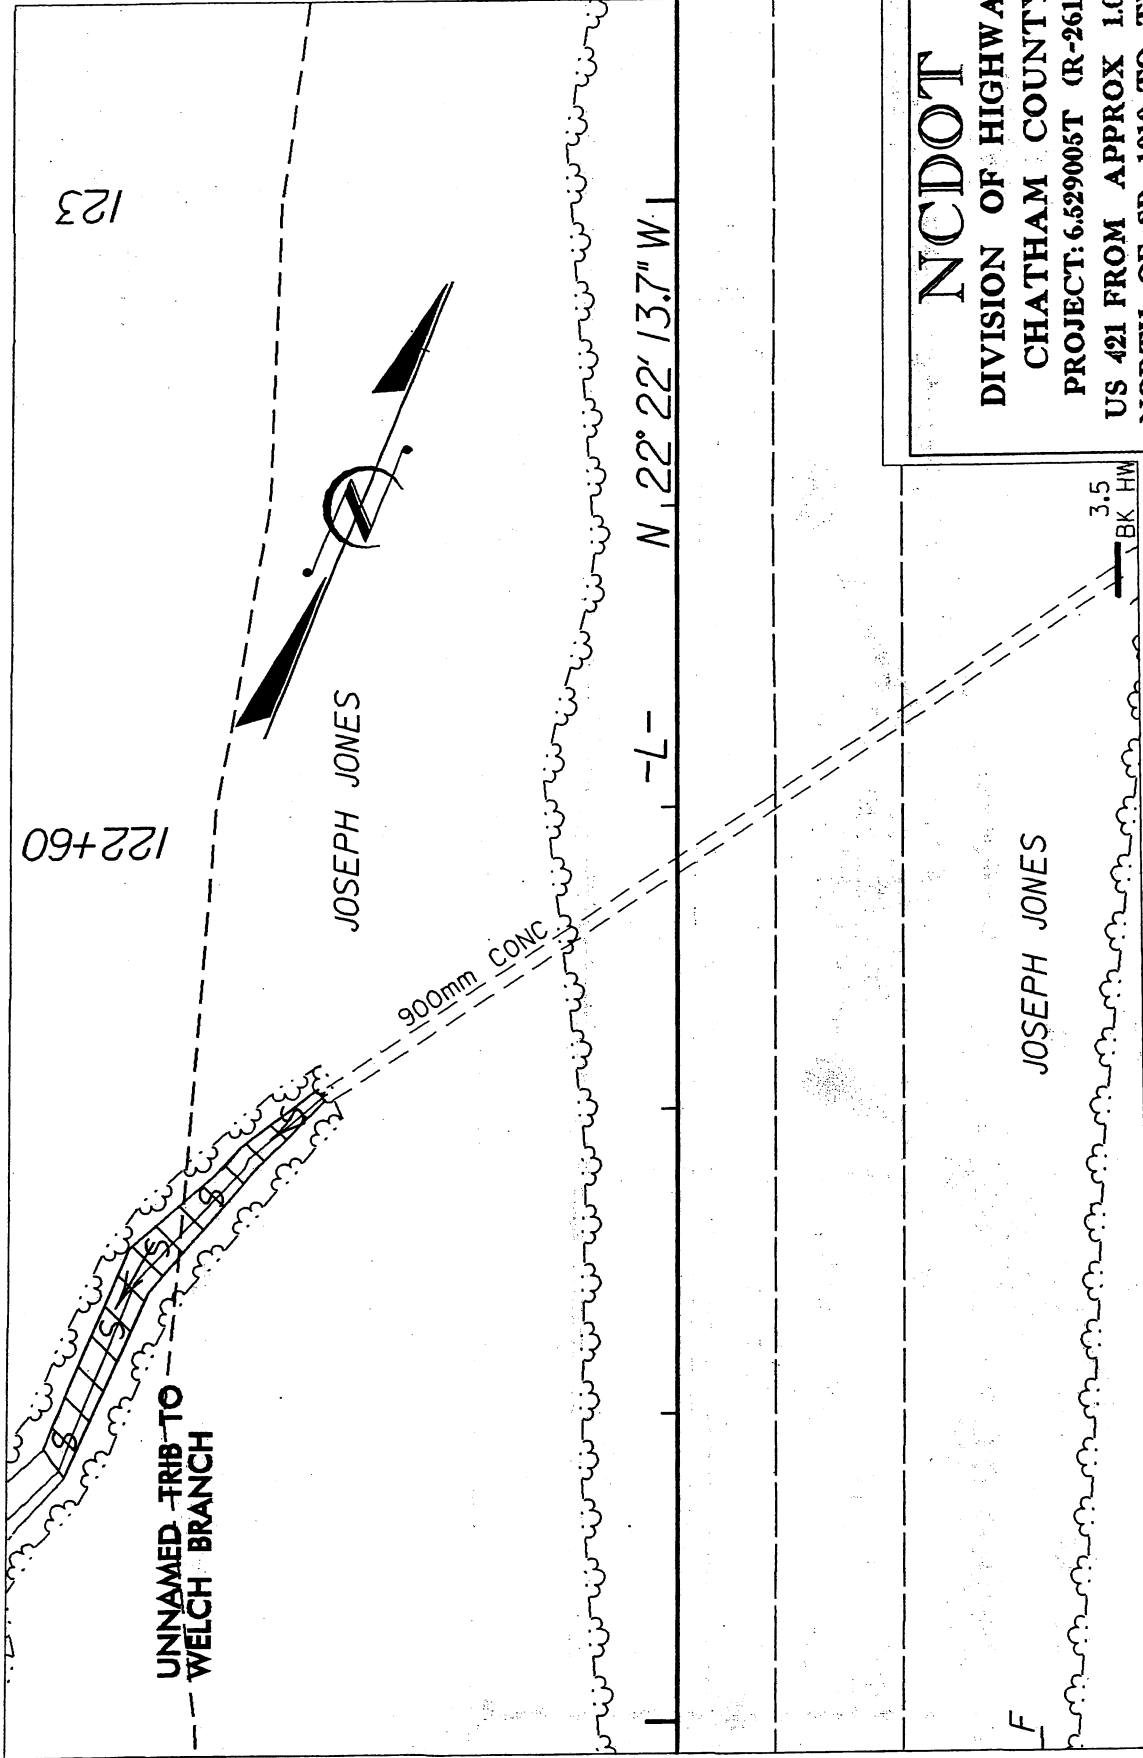 123
122+60
N
JOSEPH JONES
UNNAMED TRIB TO
WELCH BRANCH
900mm CONC
-L-
N 22° 22' 13.7" W
JOSEPH JONES
F
3.5
BK HW
NCDOT
DIVISION OF HIGHWA
CHATHAM COUNTY
PROJECT: 6.529005T (R-261
US 421 FROM APPROX 1.0
S
S
S
S
S